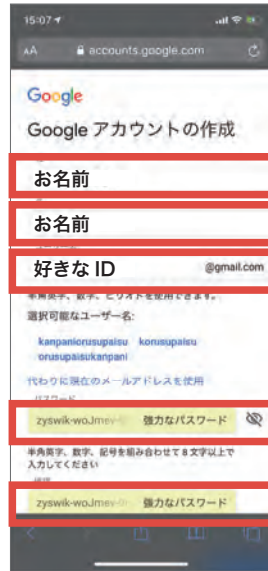 15:07
AA accounts.google.com
Google
Google アカウントの作成
お名前
お名前
好きな ID @gmail.com
半角英字、数字、ピリオドを使用できます。
選択可能なユーザー名:
kanpaniorusupaisu korusupaisu
orusupaisukanpani
代わりに現在のメールアドレスを使用
パスワード
zyswik-woJmev- 強力なパスワード
半角英字、数字、記号を組み合わせて 8 文字以上で
入力してください
確認
zyswik-woJmev- 強力なパスワード